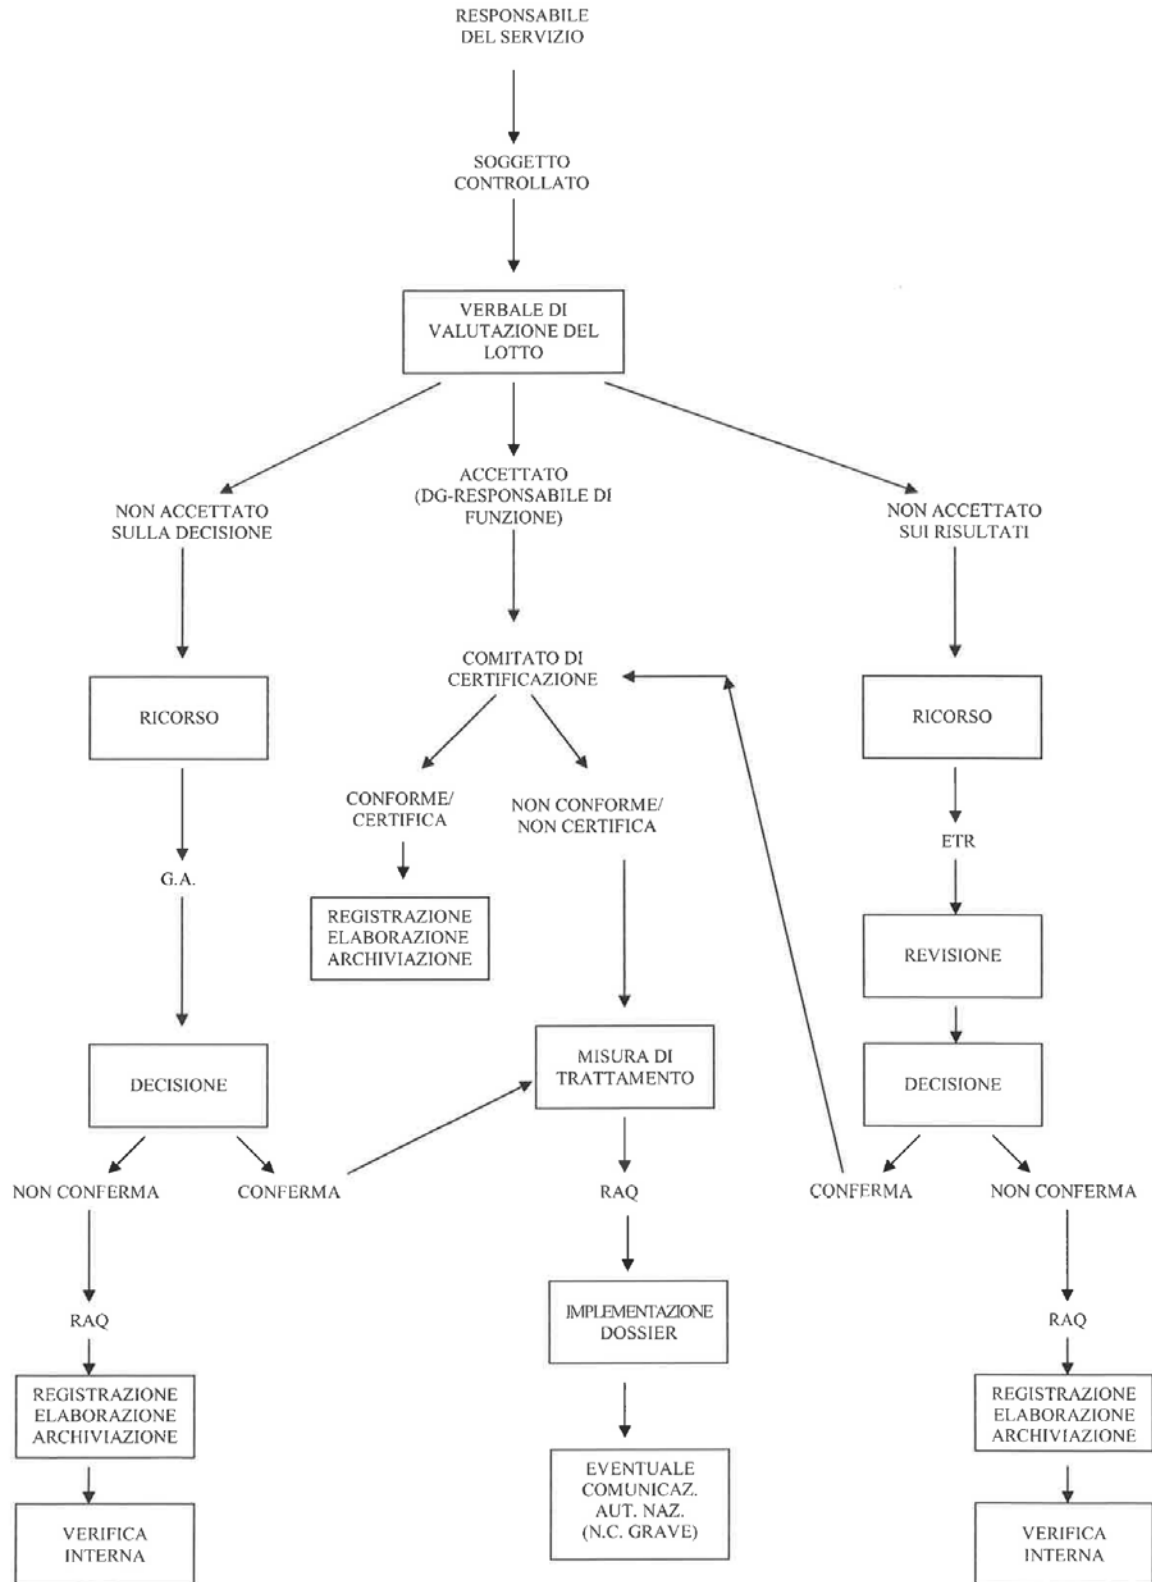 RESPONSABILE
DEL SERVIZIO
SOGGETTO
CONTROLLATO
VERBALE DI
VALUTAZIONE DEL
LOTTO
NON ACCETTATO
SULLA DECISIONE
ACCETTATO
(DG-RESPONSABILE DI
FUNZIONE)
NON ACCETTATO
SUI RISULTATI
RICORSO
COMITATO DI
CERTIFICAZIONE
RICORSO
G.A.
CONFORME/
CERTIFICA
NON CONFORME/
NON CERTIFICA
ETR
REGISTRAZIONE
ELABORAZIONE
ARCHIVIAZIONE
REVISIONE
DECISIONE
MISURA DI
TRATTAMENTO
DECISIONE
NON CONFERMA
CONFERMA
RAQ
CONFERMA
NON CONFERMA
RAQ
IMPLEMENTAZIONE
DOSSIER
RAQ
REGISTRAZIONE
ELABORAZIONE
ARCHIVIAZIONE
REGISTRAZIONE
ELABORAZIONE
ARCHIVIAZIONE
VERIFICA
INTERNA
EVENTUALE
COMUNICAZ.
AUT. NAZ.
(N.C. GRAVE)
VERIFICA
INTERNA